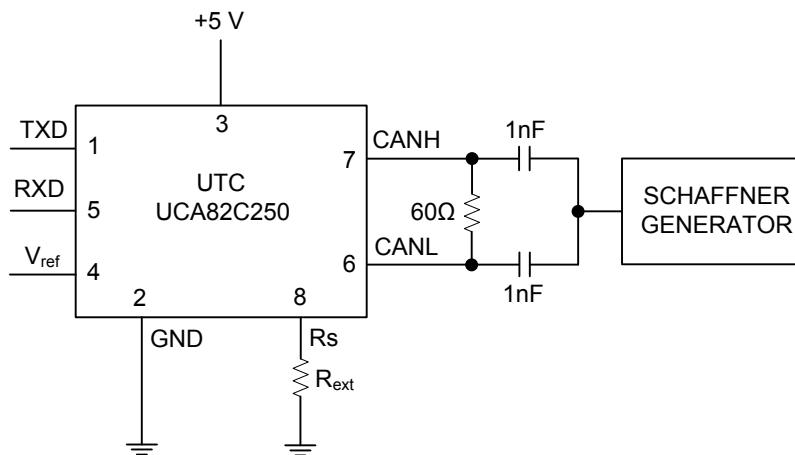 +5 V
TXD
1
3
CANH
1nF
7
RXD
5
UTC
UCA82C250
60Ω
SCHAFFNER
GENERATOR
Vref
4
CANL
6
1nF
2
8
GND
Rs
Rext